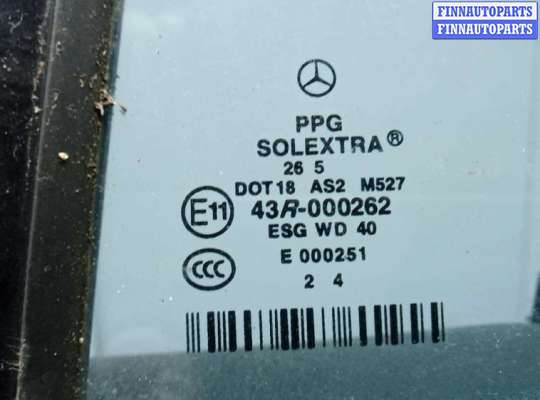 FINNAUTOPARTS
FINNAUTOPARTS
PPG
SOLEXTRA®
26 5
DOT18 AS2 M527
E11 43R-000262
ESG WD 40
CCC E 000251
2 4